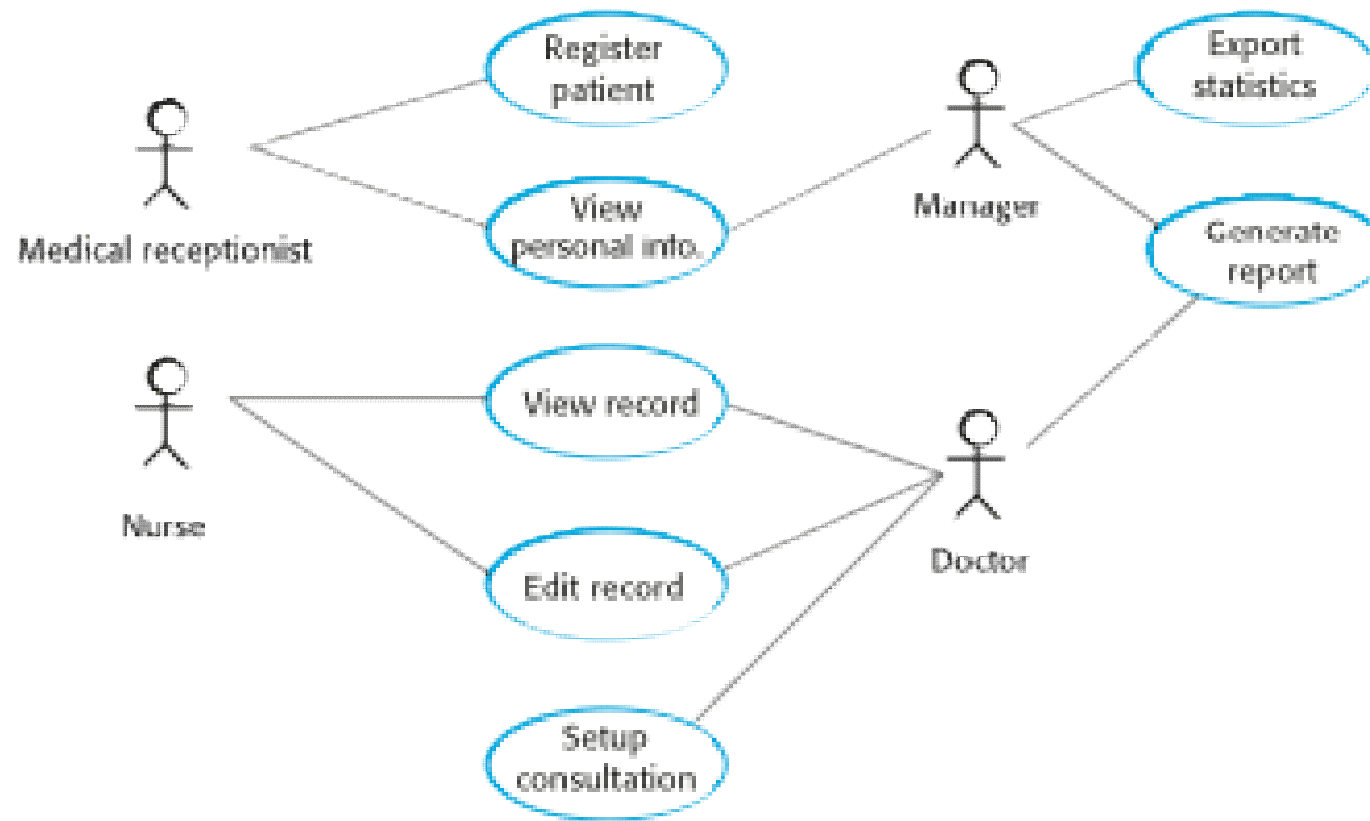 Register
patient
Export
statistics
Medical receptionist
View
personal info.
Manager
Generate
report
View record
Nurse
Edit record
Doctor
Setup
consultation